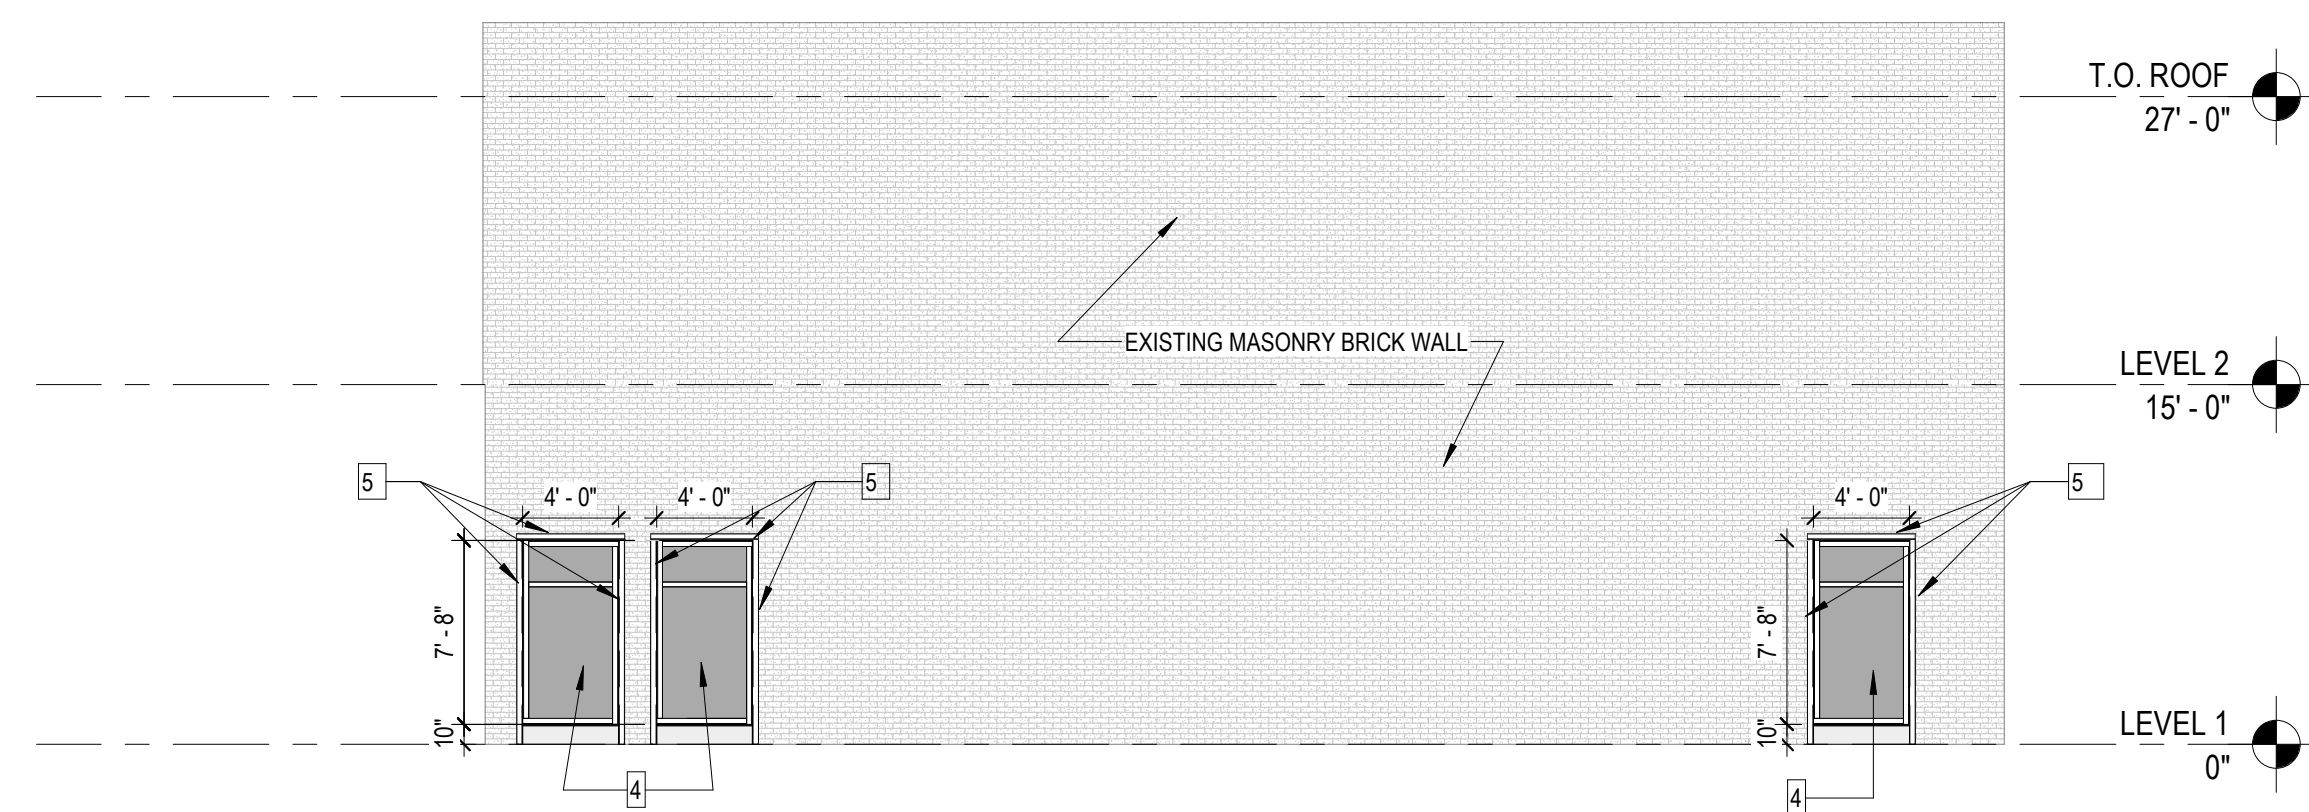 T.O. ROOF
27' - 0"
EXISTING MASONRY BRICK WALL
LEVEL 2
15' - 0"
5
4' - 0"
4' - 0"
5
4' - 0"
5
7' - 8"
7' - 8"
10"
10"
LEVEL 1
0"
4
4